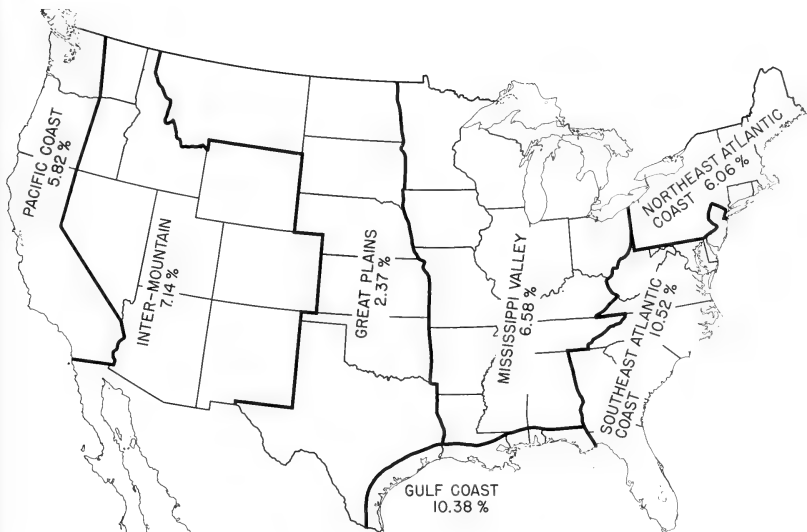 PACIFIC COAST
5.82 %
INTER-MOUNTAIN
7.14 %
GREAT PLAINS
2.37 %
MISSISSIPPI VALLEY
6.58 %
NORTHEAST ATLANTIC
COAST 6.06 %
SOUTHEAST ATLANTIC
COAST 10.52 %
GULF COAST
10.38 %